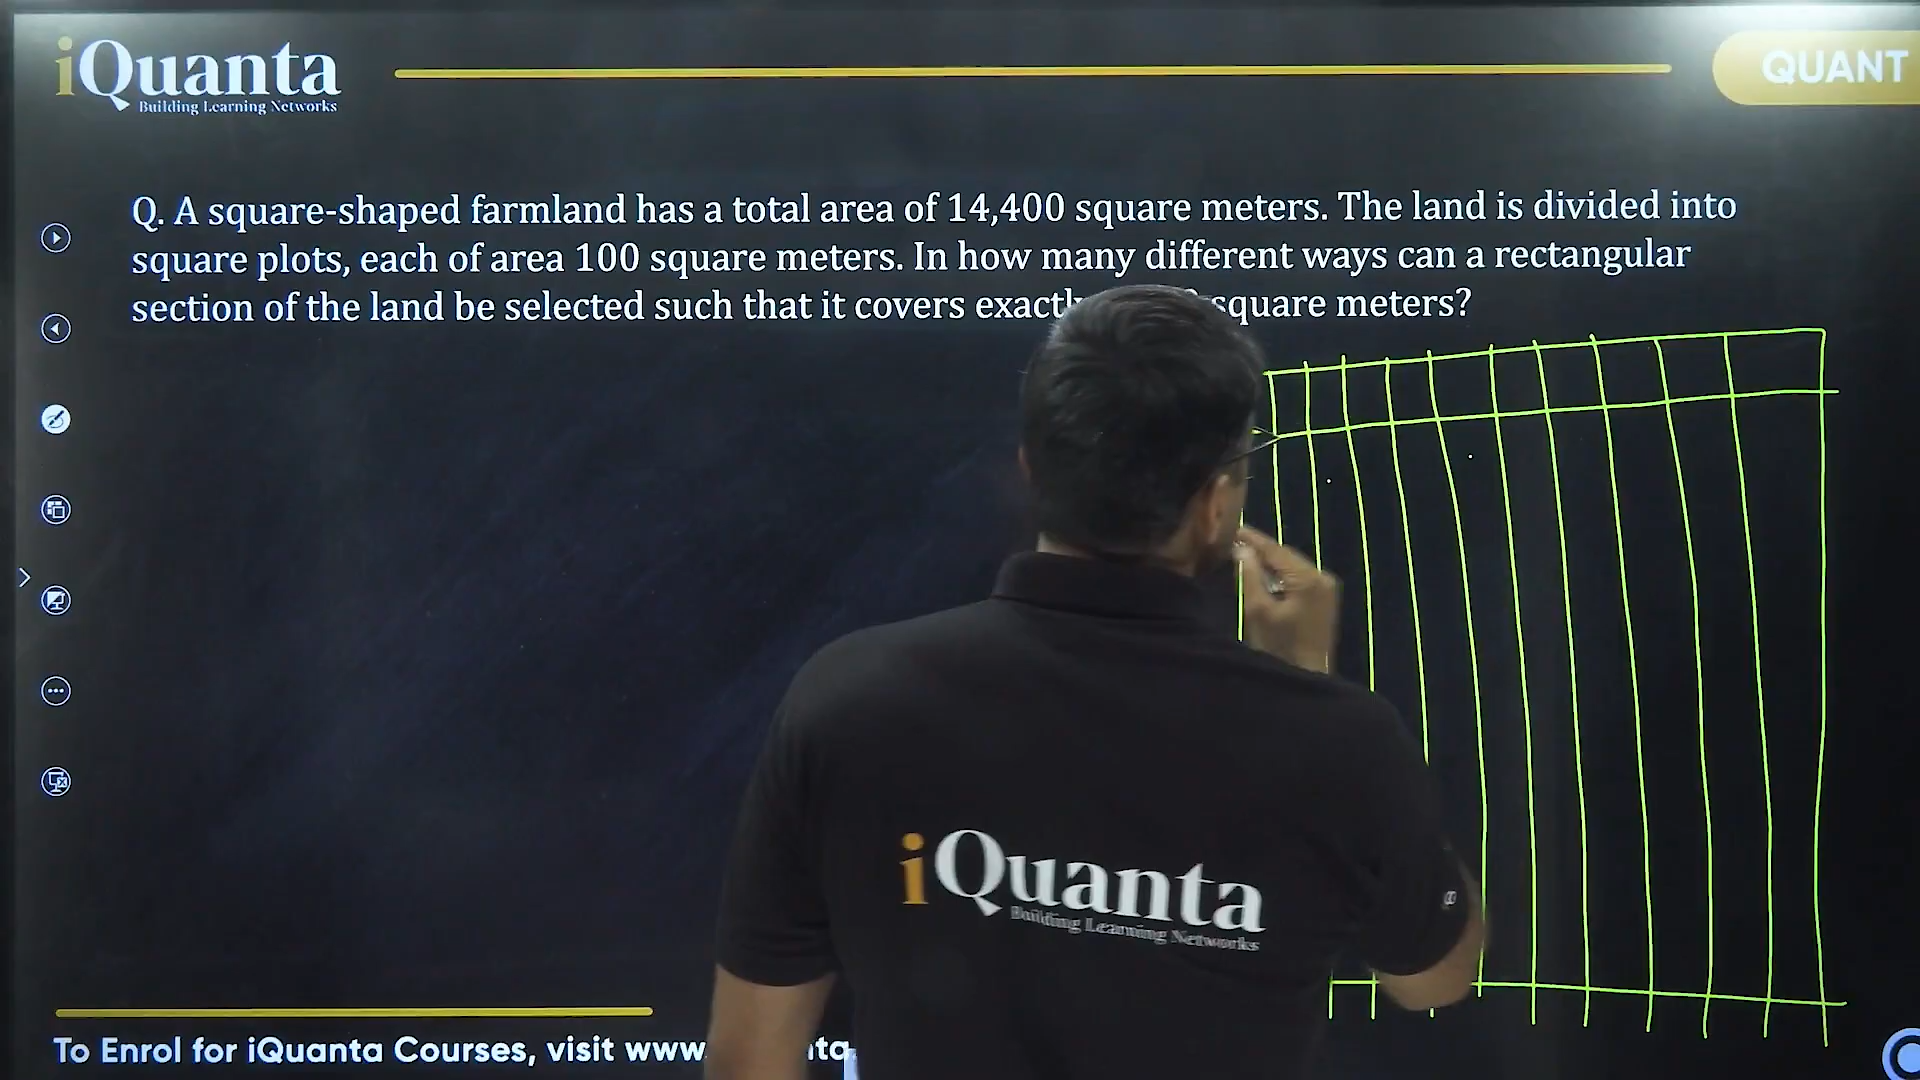 iQuanta
Building Learning Networks
QUANT
Q. A square-shaped farmland has a total area of 14,400 square meters. The land is divided into
square plots, each of area 100 square meters. In how many different ways can a rectangular
section of the land be selected such that it covers square meters?
iQuanta
Building Learning Networks
To Enrol for iQuanta Courses, visit www.